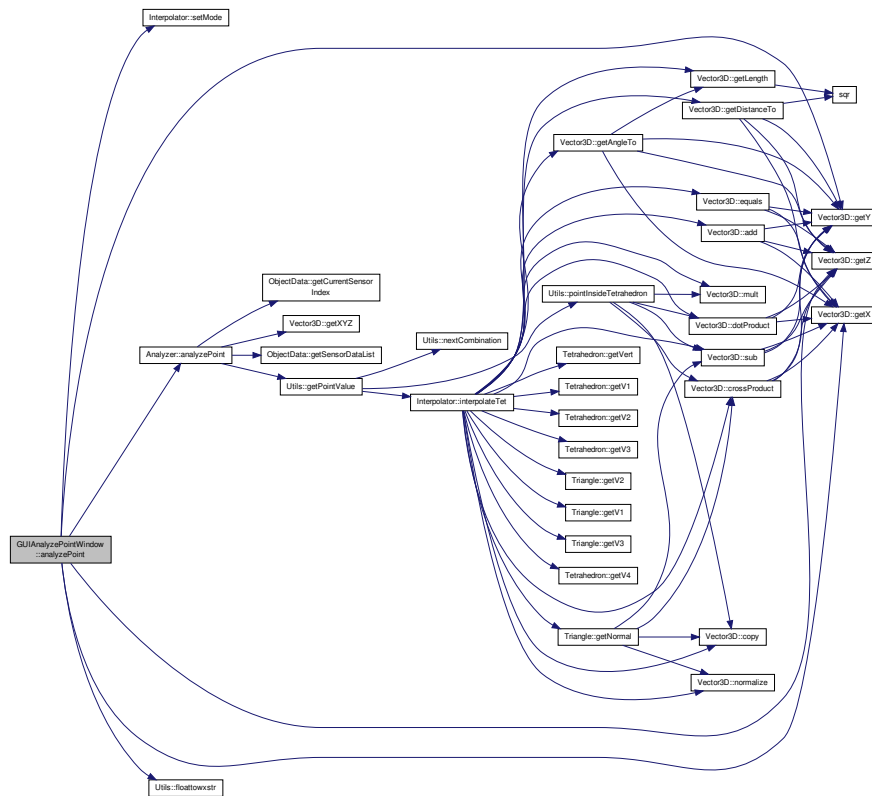 Interpolator::setMode
Vector3D::getLength
sqr
Vector3D::getDistanceTo
Vector3D::getAngleTo
Vector3D::equals
Vector3D::getY
Vector3D::add
Vector3D::getZ
ObjectData::getCurrentSensor
Index
Utils::pointInsideTetrahedron
Vector3D::mult
Vector3D::getX
Vector3D::getXYZ
Vector3D::dotProduct
Utils::nextCombination
Analyzer::analyzePoint
ObjectData::getSensorDataList
Tetrahedron::getVert
Vector3D::sub
Utils::getPointValue
Tetrahedron::getV1
Vector3D::crossProduct
Interpolator::interpolateTet
Tetrahedron::getV2
Tetrahedron::getV3
Triangle::getV2
Triangle::getV1
Triangle::getV3
GUIAnalyzePointWindow
::analyzePoint
Tetrahedron::getV4
Triangle::getNormal
Vector3D::copy
Vector3D::normalize
Utils::floattowxstr